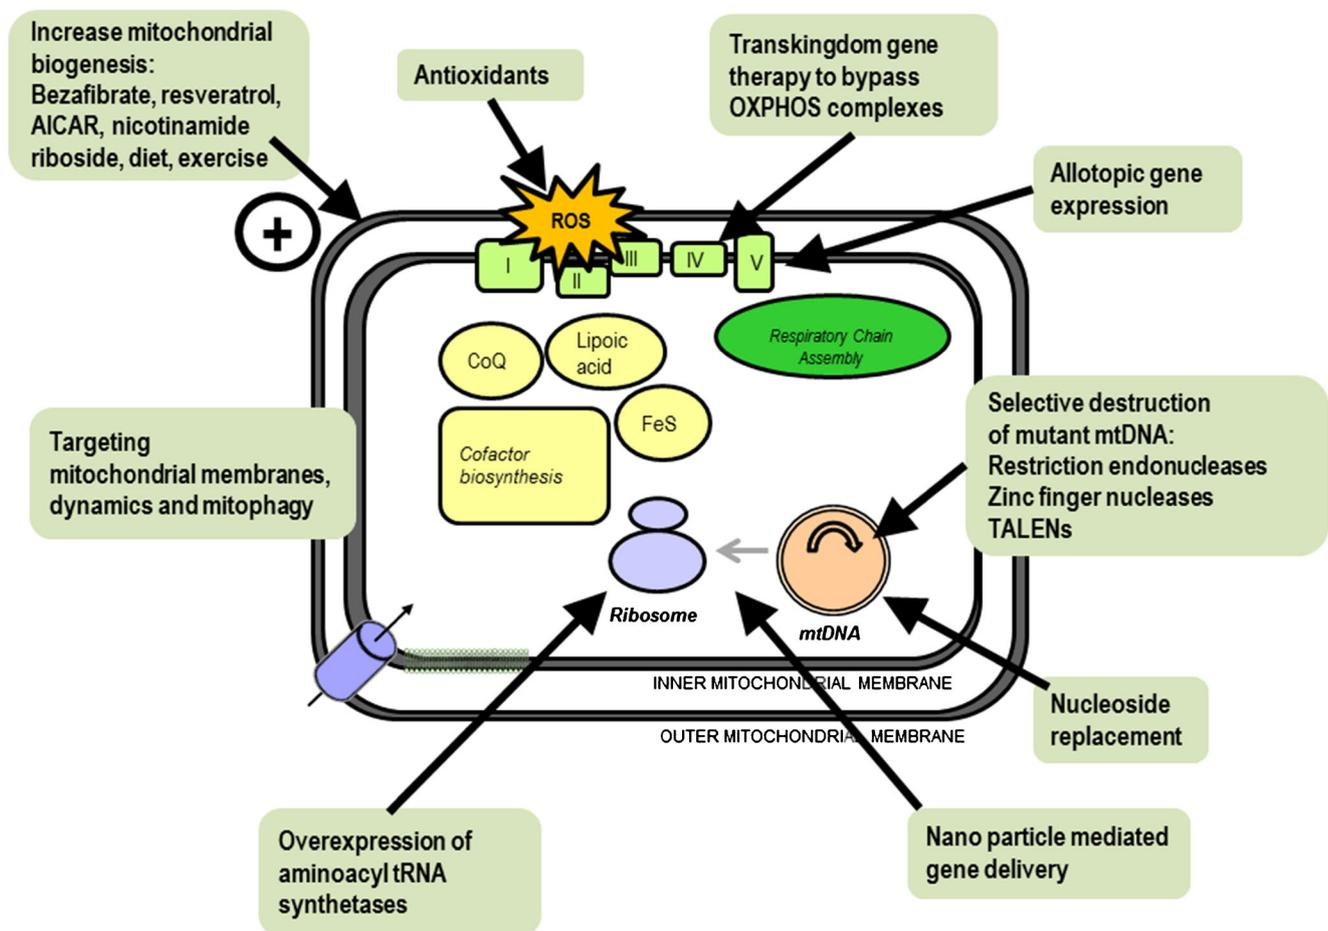 Increase mitochondrial
biogenesis:
Bezafibrate, resveratrol,
AICAR, nicotinamide
riboside, diet, exercise
Antioxidants
Transkingdom gene
therapy to bypass
OXPHOS complexes
Allotopic gene
expression
+
ROS
I
II
III
IV
V
CoQ
Lipoic
acid
FeS
Respiratory Chain
Assembly
Cofactor
biosynthesis
Targeting
mitochondrial membranes,
dynamics and mitophagy
Selective destruction
of mutant mtDNA:
Restriction endonucleases
Zinc finger nucleases
TALENs
Ribosome
mtDNA
INNER MITOCHONDRIAL MEMBRANE
OUTER MITOCHONDRIAL MEMBRANE
Nucleoside
replacement
Overexpression of
aminoacyl tRNA
synthetases
Nano particle mediated
gene delivery